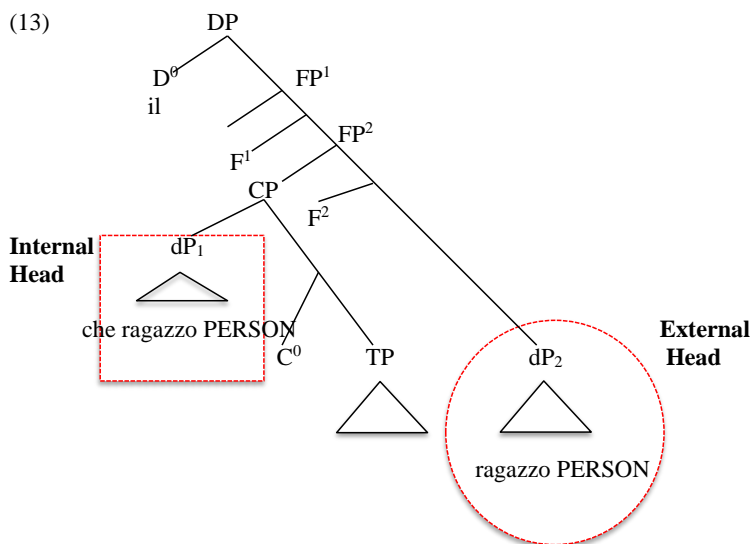 (13)
DP
D⁰
FP¹
il
F¹
FP²
CP
F²
Internal
Head
dP₁
che ragazzo PERSON
C⁰
TP
dP₂
External
Head
ragazzo PERSON